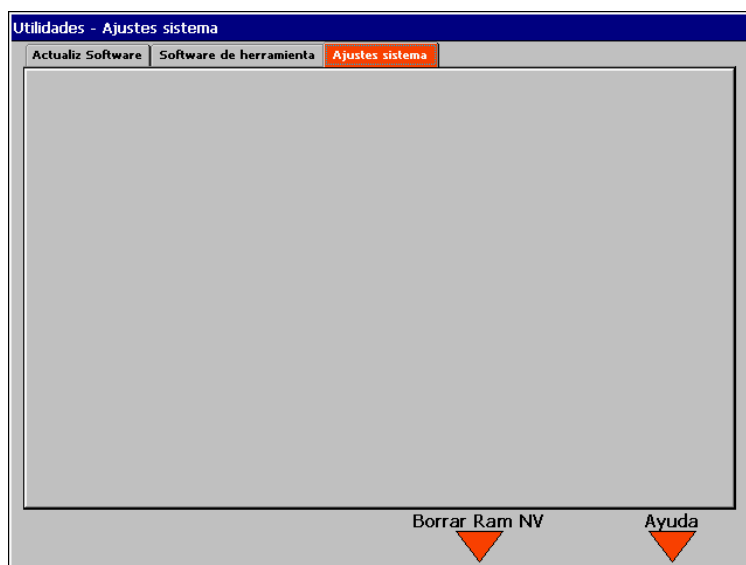 Utilidades - Ajustes sistema
Actualiz Software Software de herramienta Ajustes sistema
Borrar Ram NV Ayuda